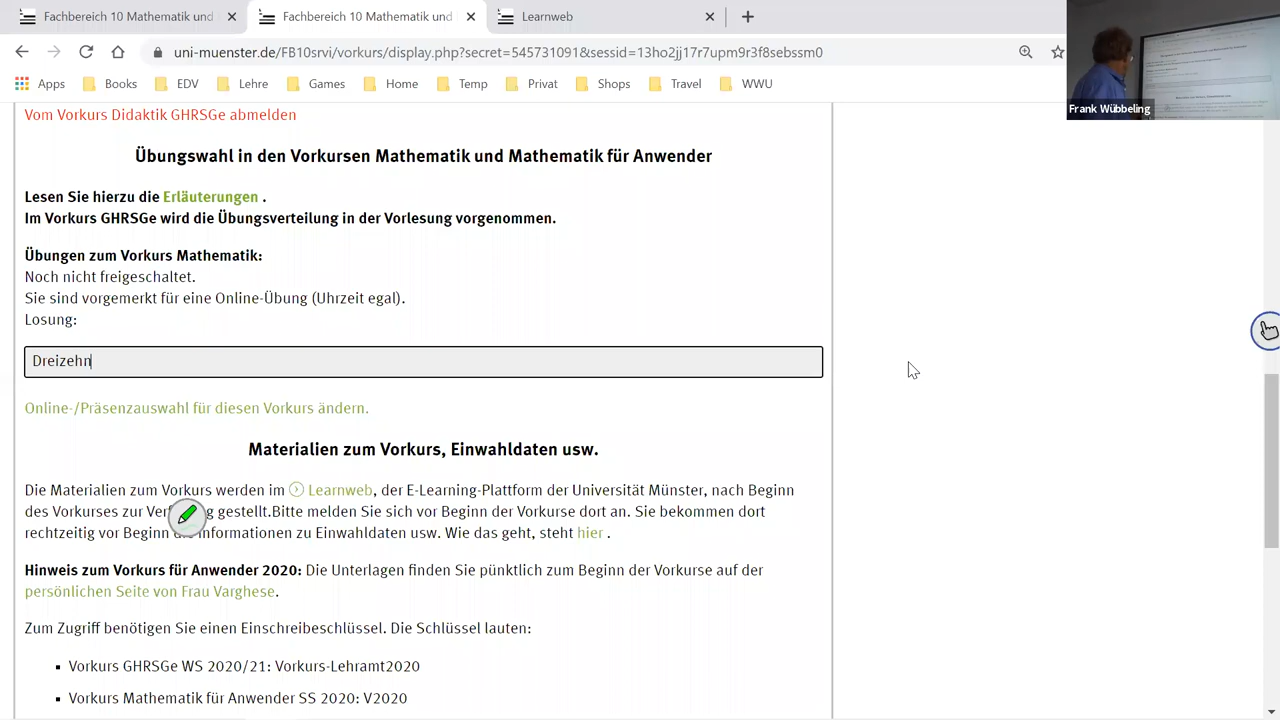 Fachbereich 10 Mathematik und
Fachbereich 10 Mathematik und
Learnweb
uni-muenster.de/FB10srvi/vorkurs/display.php?secret=545731091&sessid=13ho2jj17r7upm9r3f8sebssm0
Apps
Books
EDV
Lehre
Games
Home
Temp
Privat
Shops
Travel
WWU
Frank Wübbeling
Vom Vorkurs Didaktik GHRSGe abmelden
Übungswahl in den Vorkursen Mathematik und Mathematik für Anwender
Lesen Sie hierzu die Erläuterungen .
Im Vorkurs GHRSGe wird die Übungsverteilung in der Vorlesung vorgenommen.
Übungen zum Vorkurs Mathematik:
Noch nicht freigeschaltet.
Sie sind vorgemerkt für eine Online-Übung (Uhrzeit egal).
Losung:
Dreizehn
Online-/Präsenzauswahl für diesen Vorkurs ändern.
Materialien zum Vorkurs, Einwahldaten usw.
Die Materialien zum Vorkurs werden im Learnweb, der E-Learning-Plattform der Universität Münster, nach Beginn
des Vorkurses zur gestellt.Bitte melden Sie sich vor Beginn der Vorkurse dort an. Sie bekommen dort
rechtzeitig vor Beginn die Informationen zu Einwahldaten usw. Wie das geht, steht hier .
Hinweis zum Vorkurs für Anwender 2020: Die Unterlagen finden Sie pünktlich zum Beginn der Vorkurse auf der
persönlichen Seite von Frau Varghese.
Zum Zugriff benötigen Sie einen Einschreibeschlüssel. Die Schlüssel lauten:
Vorkurs GHRSGe WS 2020/21: Vorkurs-Lehramt2020
Vorkurs Mathematik für Anwender SS 2020: V2020